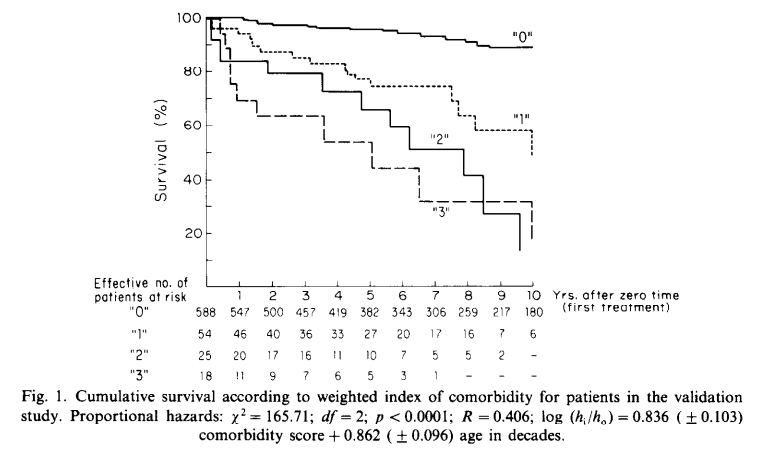 100
80
60
40
20
Survival (%)
"0"
"1"
"2"
"3"
Effective no. of
patients at risk
1 2 3 4 5 6 7 8 9 10 Yrs. after zero time
(first treatment)
"0" 588 547 500 457 419 382 343 306 259 217 180
"1" 54 46 40 36 33 27 20 17 16 7 6
"2" 25 20 17 16 11 10 7 5 5 2 -
"3" 18 11 9 7 6 5 3 1 - - -
Fig. 1. Cumulative survival according to weighted index of comorbidity for patients in the validation
study. Proportional hazards: χ² = 165.71; df = 2; p < 0.0001; R = 0.406; log (hᵢ/hₒ) = 0.836 (± 0.103)
comorbidity score + 0.862 (± 0.096) age in decades.